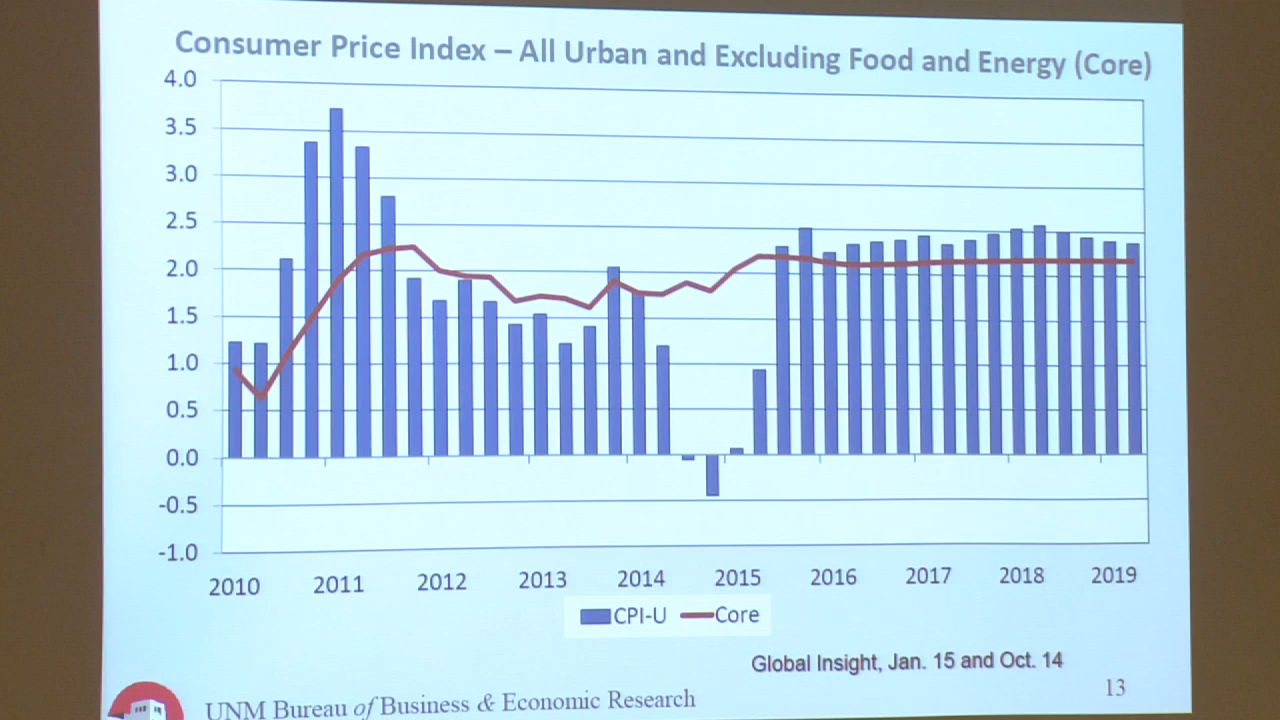 Consumer Price Index – All Urban and Excluding Food and Energy (Core)
4.0
3.5
3.0
2.5
2.0
1.5
1.0
0.5
0.0
-0.5
-1.0
2010 2011 2012 2013 2014 2015 2016 2017 2018 2019
CPI-U Core
Global Insight, Jan. 15 and Oct. 14
UNM Bureau of Business & Economic Research
13